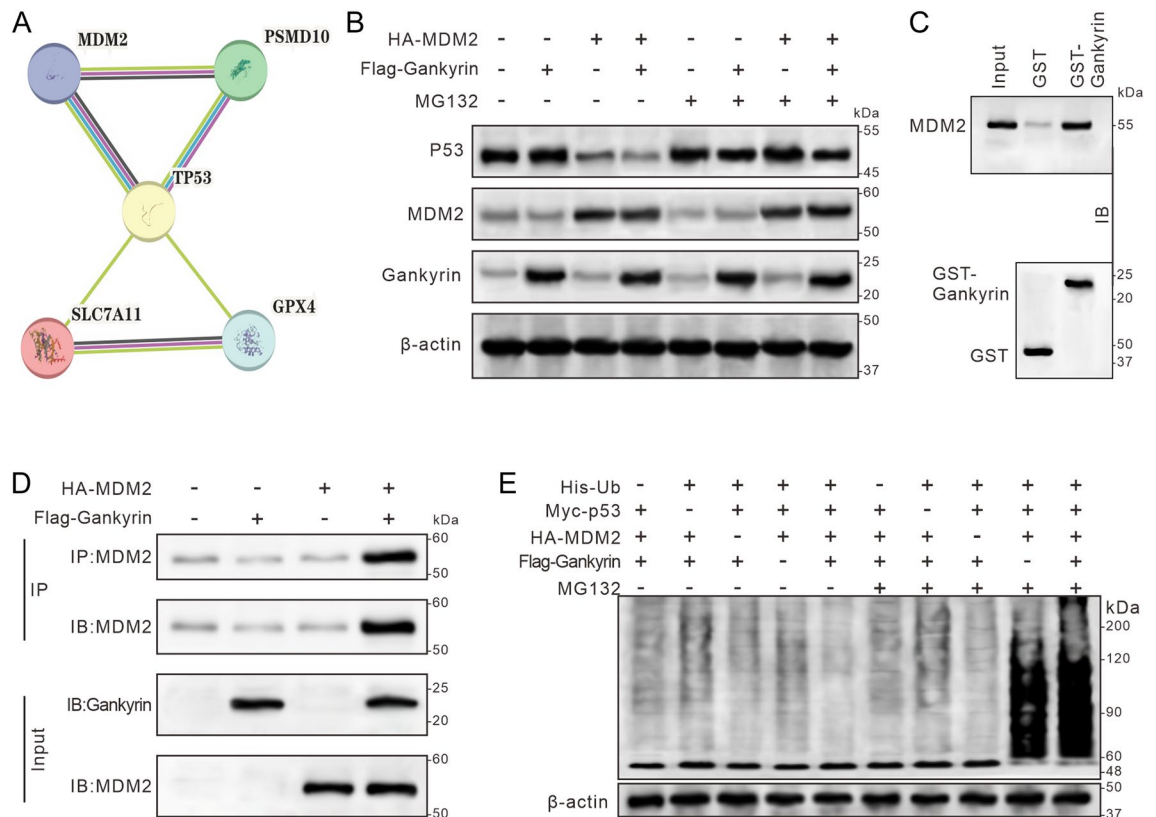 A
MDM2
PSMD10
TP53
SLC7A11
GPX4
B
HA-MDM2 - - + + - - + +
Flag-Gankyrin - + - + - + - +
MG132 - - - - + + + +
kDa
P53
55
45
MDM2
60
50
Gankyrin
25
20
β-actin
50
37
C
Input
GST
GST-
Gankyrin
kDa
MDM2
55
IB
GST-
Gankyrin
25
20
GST
50
37
D
HA-MDM2 - - + +
Flag-Gankyrin - + - +
kDa
IP
IP:MDM2
60
50
IB:MDM2
60
50
Input
IB:Gankyrin
25
20
IB:MDM2
60
50
E
His-Ub - + + + + - + + + +
Myc-p53 + - + + + + - + + +
HA-MDM2 + + - + + + + - + +
Flag-Gankyrin + + + - + + + + - +
MG132 - - - - - + + + + +
kDa
200
120
90
60
48
β-actin
50
37